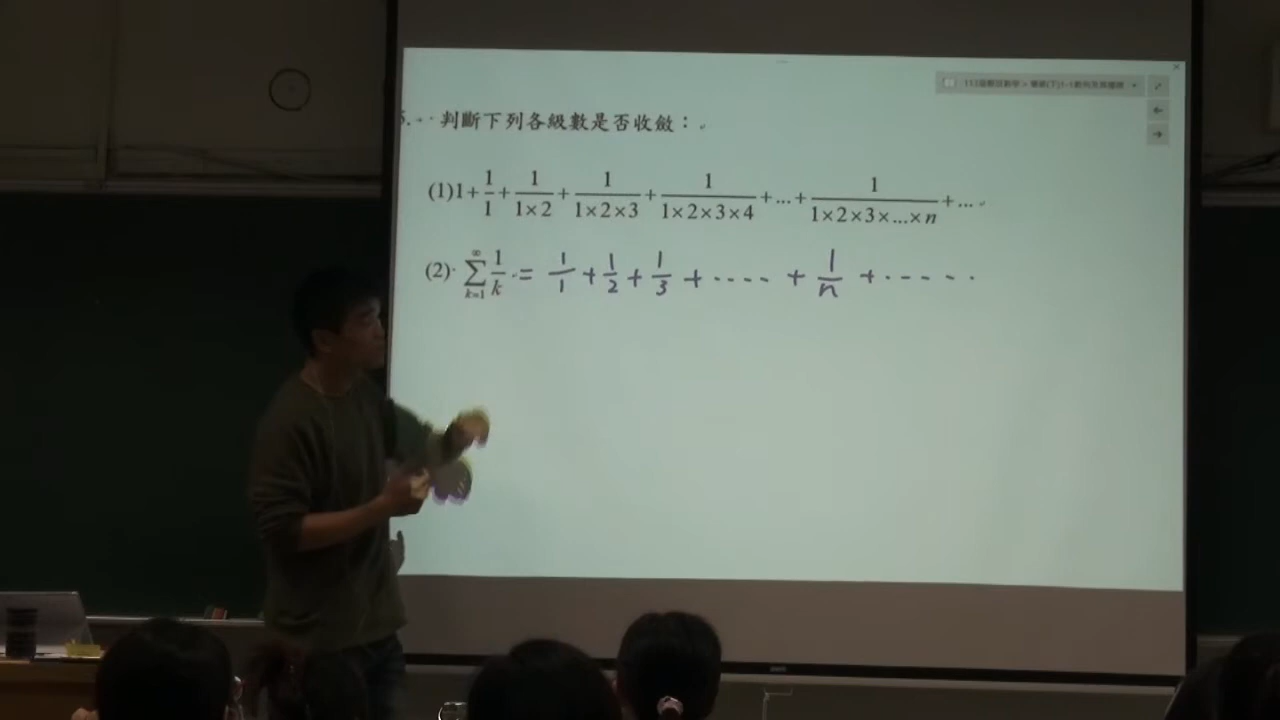 判斷下列各級數是否收斂：
(1) 1 + 1/1 + 1/(1×2) + 1/(1×2×3) + 1/(1×2×3×4) + ... + 1/(1×2×3×...×n) + ...
(2) ∑_{k=1}^{∞} 1/k = 1/1 + 1/2 + 1/3 + ···· + 1/n + ·····